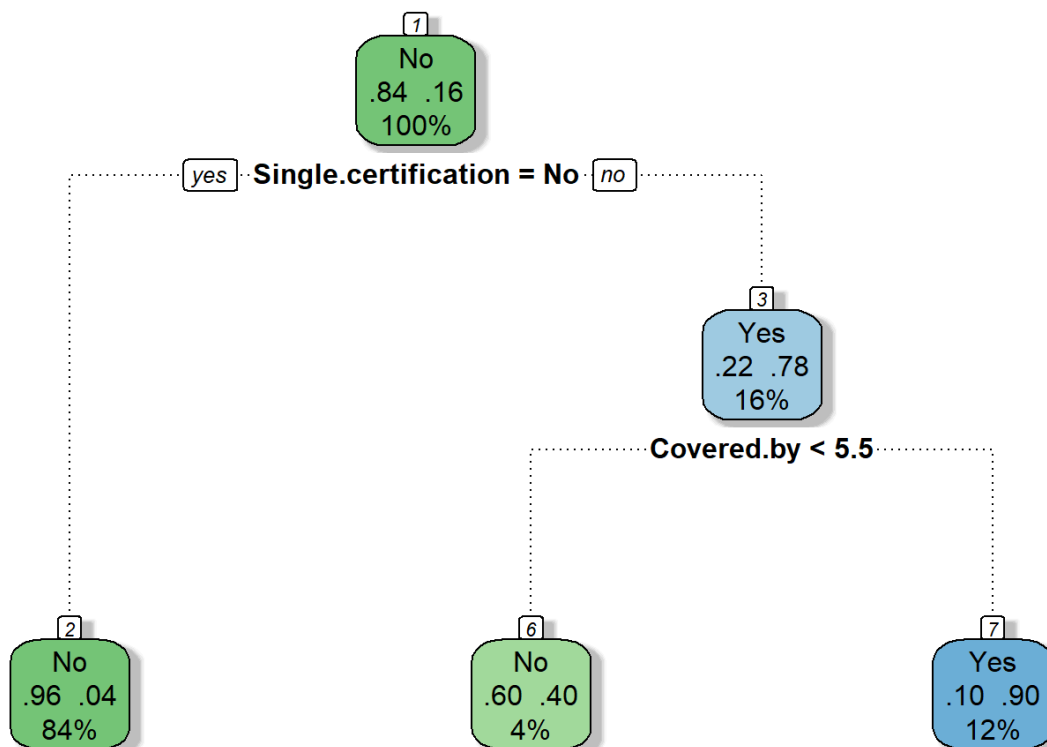 1
No
.84 .16
100%
yes Single.certification = No no
3
Yes
.22 .78
16%
Covered.by < 5.5
2
No
.96 .04
84%
6
No
.60 .40
4%
7
Yes
.10 .90
12%